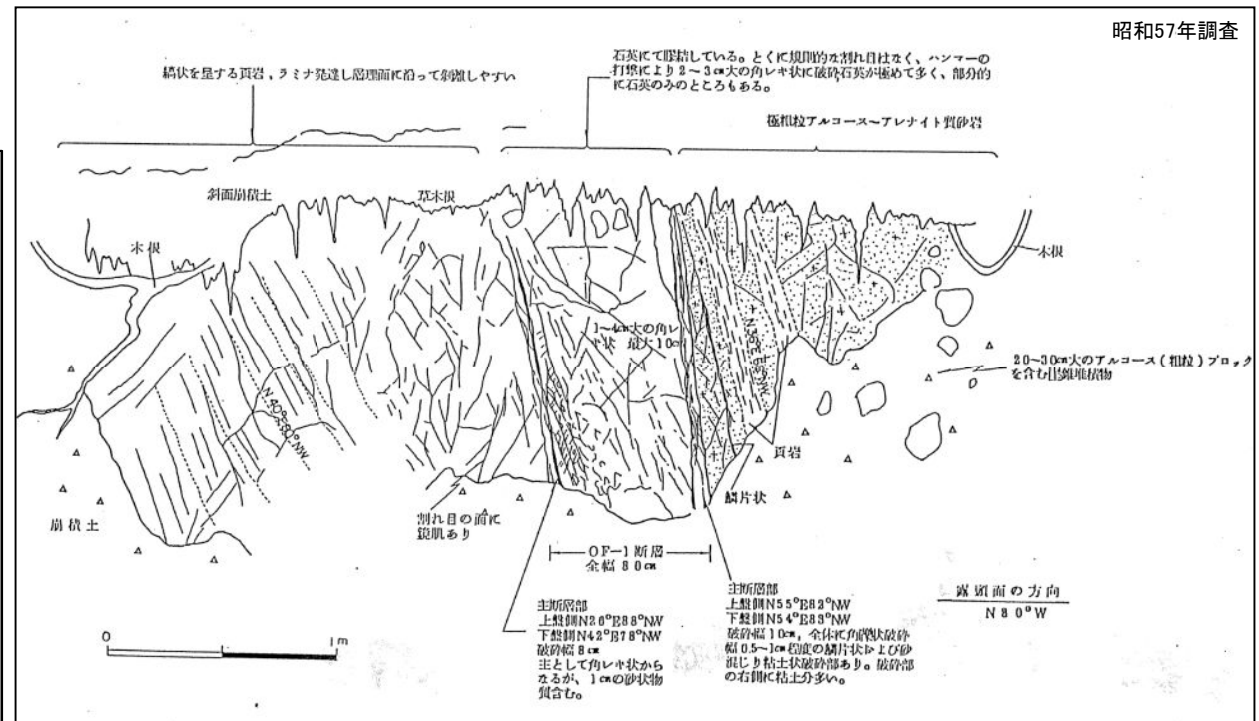 昭和57年調査
縞状を呈する頁岩、ラミナ発達し層理面に沿って剝離しやすい
石英にて膠結している。とくに規則的な割れ目はなく、ハンマーの
打撃により2～3cm大の角レキ状に破砕石英が極めて多く、部分的
に石英のみのところもある。
極粗粒アルコース～アレナイト質砂岩
斜面崩積土
草木根
木根
木根
1～4cm大の角レ
キ状 最大10cm
N40°E80°NW
20～30cm大のアルコース(粗粒)ブロック
を含む崖錐堆積物
頁岩
鱗片状
崩積土
割れ目の面に
鏡肌あり
OF-1断層
全幅80cm
主断層部
上盤側N26°E88°NW
下盤側N42°E78°NW
破砕幅8cm
主として角レキ状から
なるが、1cmの砂状物
質含む。
主断層部
上盤側N55°E83°NW
下盤側N54°E83°NW
破砕幅10cm、全体に角礫状破砕
幅0.5～1cm程度の鱗片状および砂
混じり粘土状破砕部あり。破砕部
の右側に粘土分多い。
露頭面の方向
N80°W
0
1m